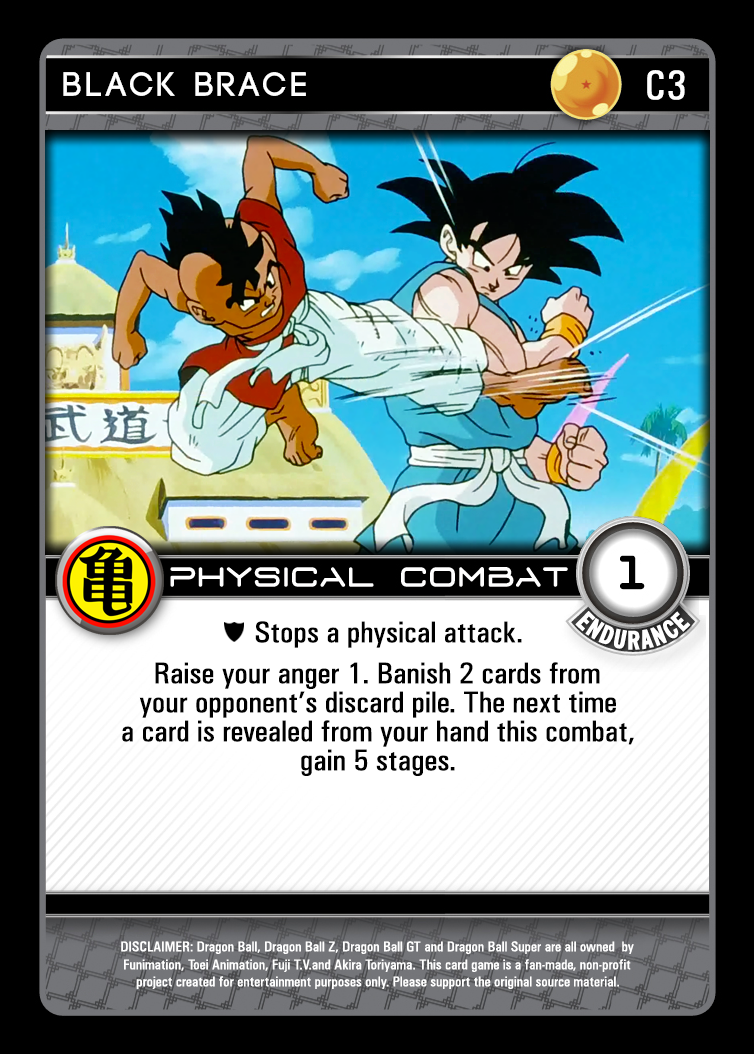 BLACK BRACE
C3
武道
亀
PHYSICAL COMBAT
1
ENDURANCE
Stops a physical attack.
Raise your anger 1. Banish 2 cards from
your opponent's discard pile. The next time
a card is revealed from your hand this combat,
gain 5 stages.
DISCLAIMER: Dragon Ball, Dragon Ball Z, Dragon Ball GT and Dragon Ball Super are all owned by
Funimation, Toei Animation, Fuji T.V.and Akira Toriyama. This card game is a fan-made, non-profit
project created for entertainment purposes only. Please support the original source material.